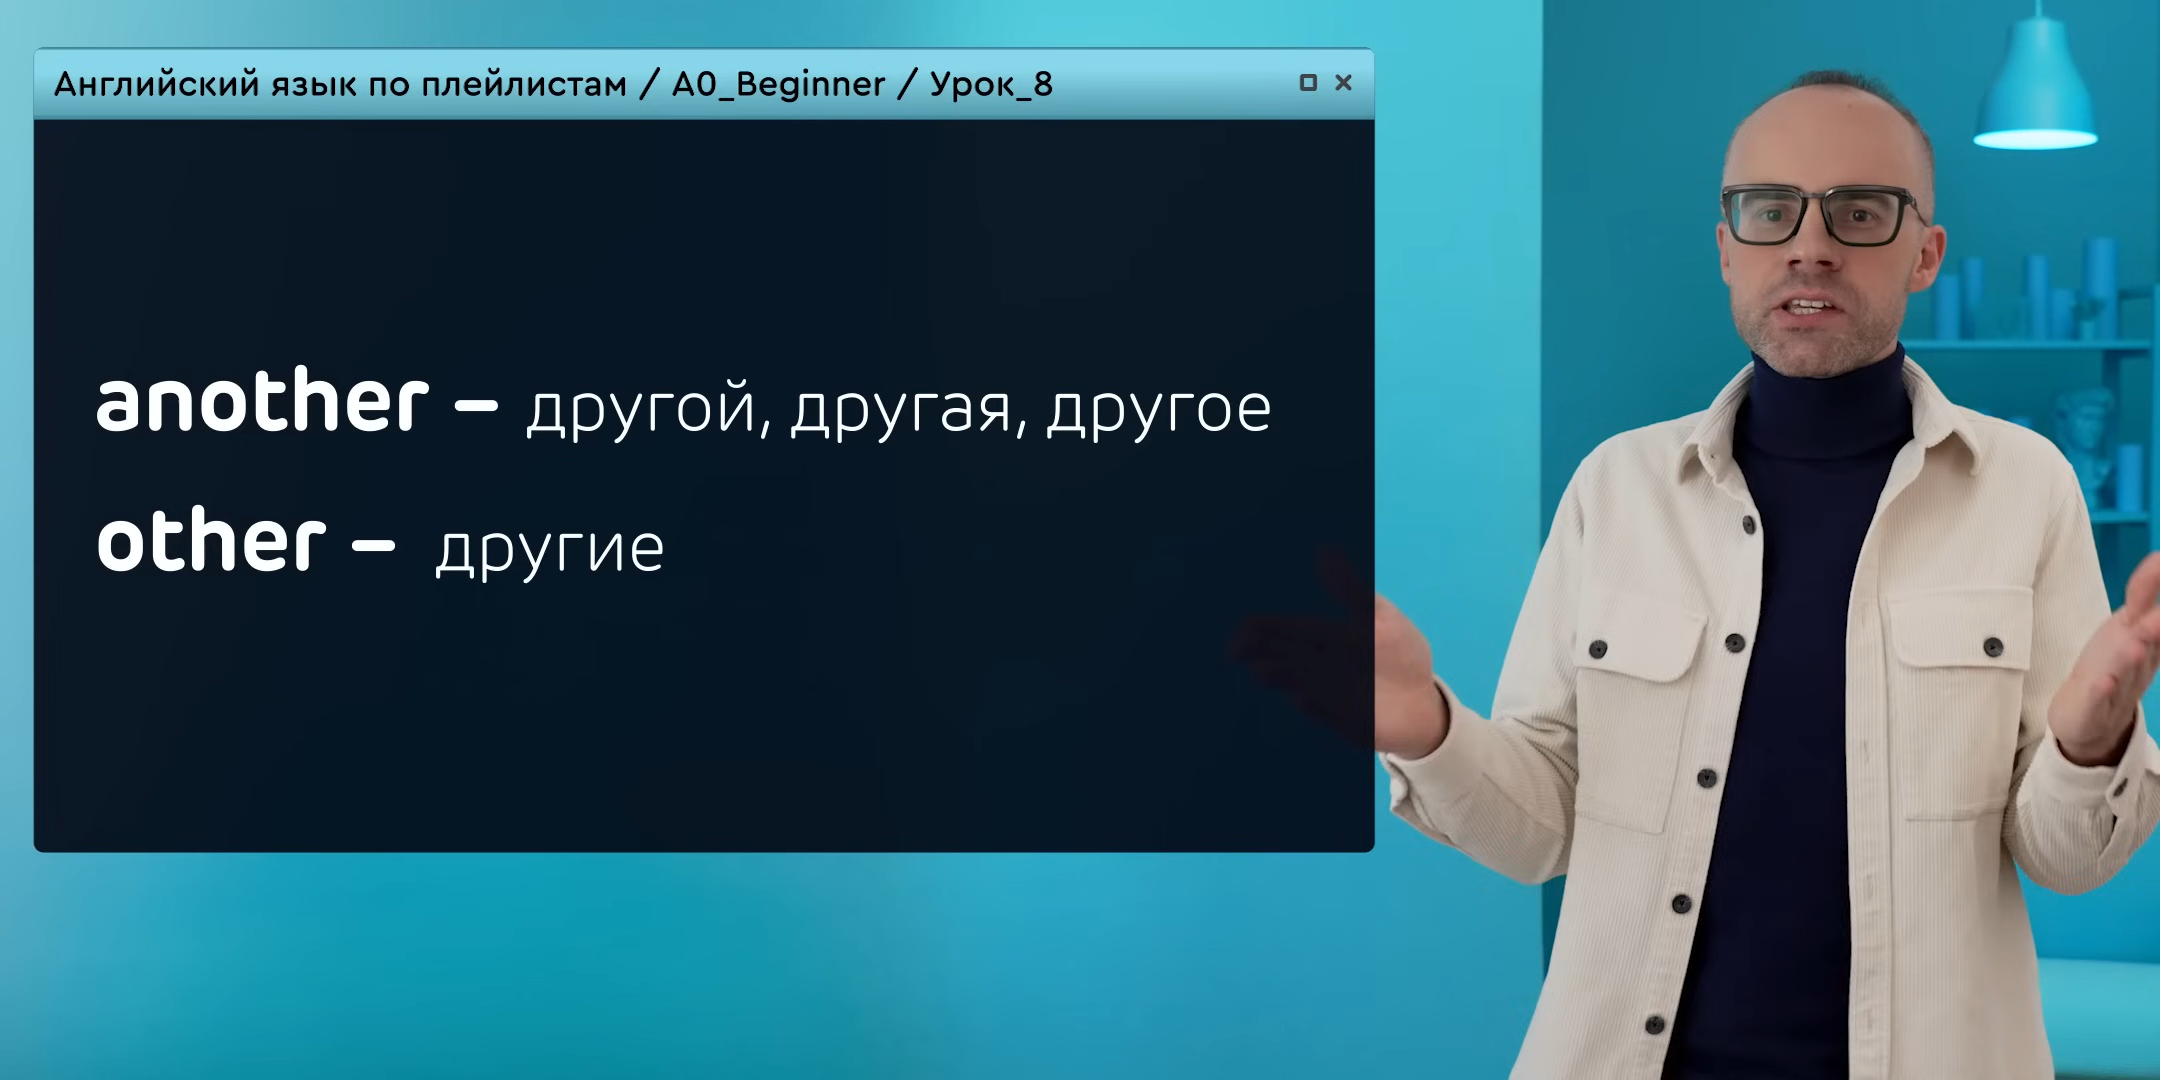 Английский язык по плейлистам / A0_Beginner / Урок_8
another – другой, другая, другое
other – другие